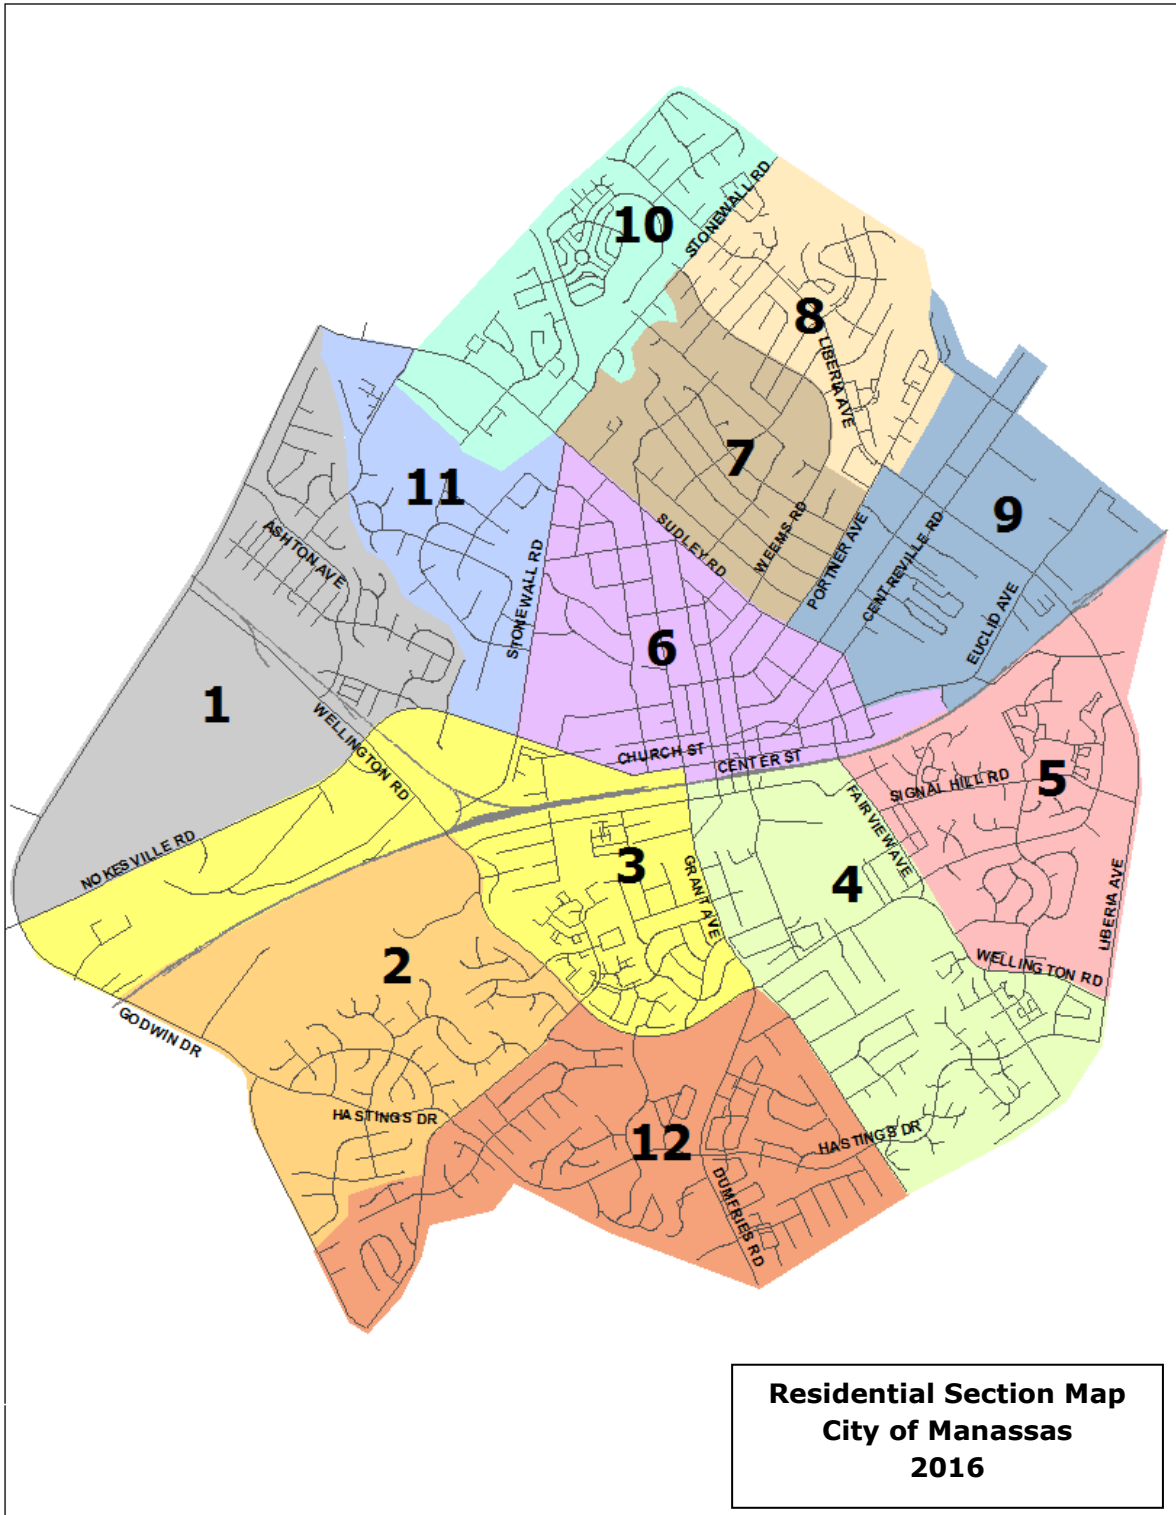 10
STONEWALL RD
8
LIBERIA AVE
7
11
9
SUDLEY RD
WEEMS RD
PORTNER AVE
CENTREVILLE RD
ASHTON AVE
STONEWALL RD
EUCLID AVE
6
1
WELLINGTON RD
CHURCH ST
CENTER ST
SIGNAL HILL RD
5
FAIRVIEW AVE
NOKESVILLE RD
3
GRANT AVE
4
LIBERIA AVE
2
WELLINGTON RD
GODWIN DR
HASTINGS DR
12
HASTINGS DR
DUMFRIES RD
Residential Section Map
City of Manassas
2016